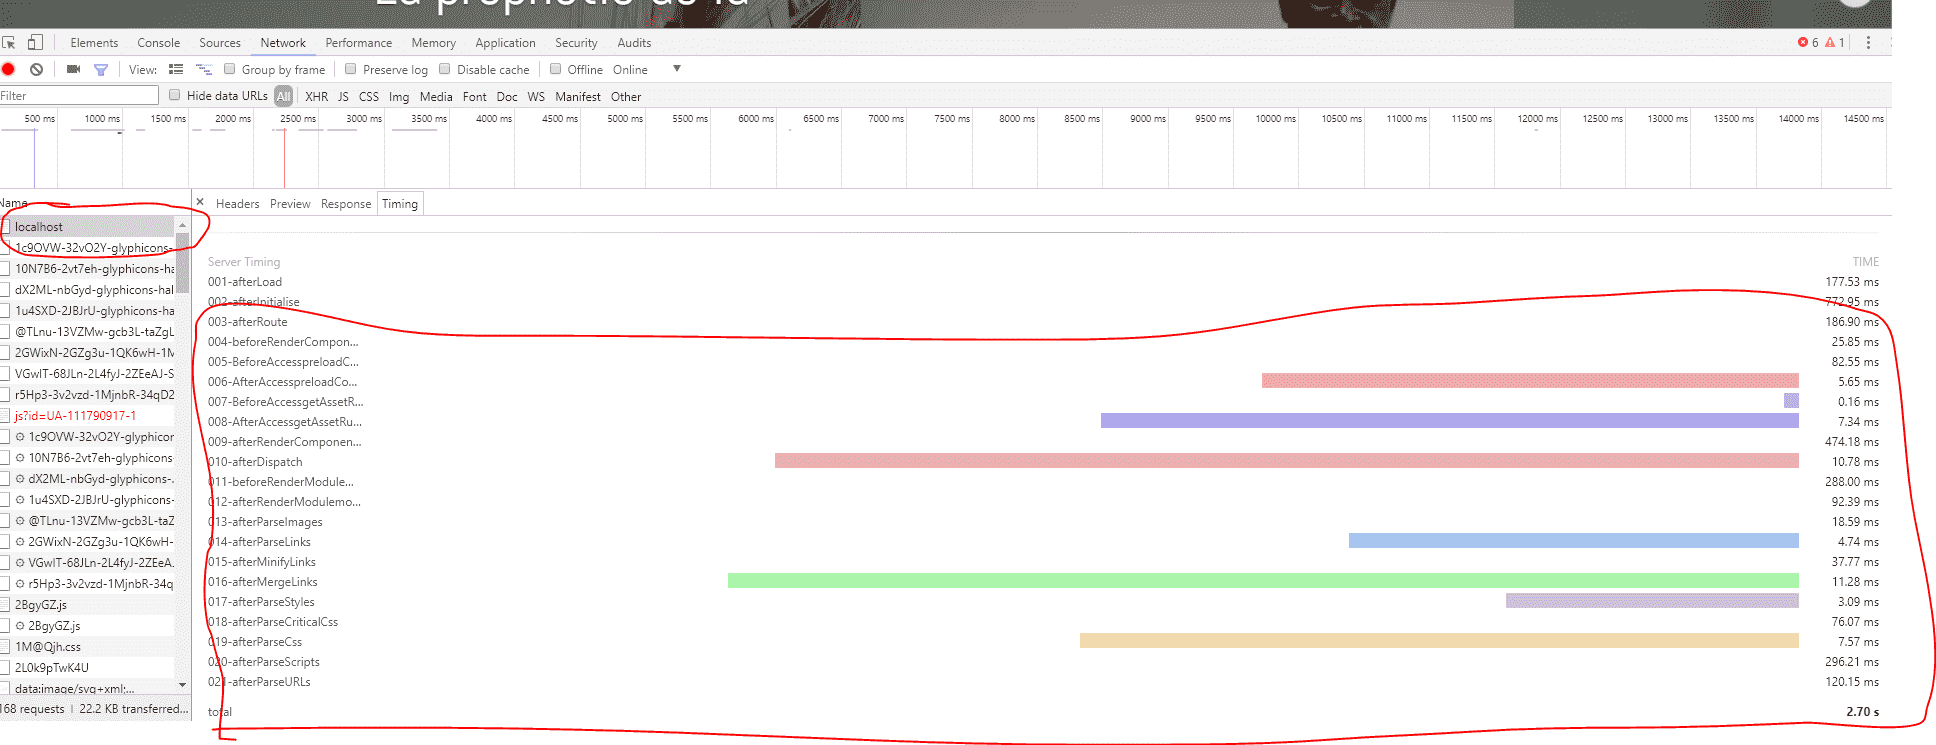 Elements Console Sources Network Performance Memory Application Security Audits 6 1
View: Group by frame Preserve log Disable cache Offline Online
Filter Hide data URLs All XHR JS CSS Img Media Font Doc WS Manifest Other
500 ms 1000 ms 1500 ms 2000 ms 2500 ms 3000 ms 3500 ms 4000 ms 4500 ms 5000 ms 5500 ms 6000 ms 6500 ms 7000 ms 7500 ms 8000 ms 8500 ms 9000 ms 9500 ms 10000 ms 10500 ms 11000 ms 11500 ms 12000 ms 12500 ms 13000 ms 13500 ms 14000 ms 14500 ms
Name
localhost
1c9OVW-32vO2Y-glyphicons-
10N7B6-2vt7eh-glyphicons-ha
dX2ML-nbGyd-glyphicons-hal
1u4SXD-2JBJrU-glyphicons-ha
@TLnu-13VZMw-gcb3L-taZgL
2GWixN-2GZg3u-1QK6wH-1M
VGwIT-68JLn-2L4fyJ-2ZEeAJ-S
r5Hp3-3v2vzd-1MjnbR-34qD2
js?id=UA-111790917-1
1c9OVW-32vO2Y-glyphicor
10N7B6-2vt7eh-glyphicons
dX2ML-nbGyd-glyphicons-.
1u4SXD-2JBJrU-glyphicons-
@TLnu-13VZMw-gcb3L-taZ
2GWixN-2GZg3u-1QK6wH-
VGwIT-68JLn-2L4fyJ-2ZEeA.
r5Hp3-3v2vzd-1MjnbR-34q
2BgyGZ.js
2BgyGZ.js
1M@Qjh.css
2L0k9pTwK4U
data:image/svg+xml;...
168 requests | 22.2 KB transferred...
Headers Preview Response Timing
Server Timing TIME
001-afterLoad 177.53 ms
002-afterInitialise 772.95 ms
003-afterRoute 186.90 ms
004-beforeRenderCompon... 25.85 ms
005-BeforeAccesspreloadC... 82.55 ms
006-AfterAccesspreloadCo... 5.65 ms
007-BeforeAccessgetAssetR... 0.16 ms
008-AfterAccessgetAssetRu... 7.34 ms
009-afterRenderComponen... 474.18 ms
010-afterDispatch 10.78 ms
011-beforeRenderModule... 288.00 ms
012-afterRenderModulemo... 92.39 ms
013-afterParseImages 18.59 ms
014-afterParseLinks 4.74 ms
015-afterMinifyLinks 37.77 ms
016-afterMergeLinks 11.28 ms
017-afterParseStyles 3.09 ms
018-afterParseCriticalCss 76.07 ms
019-afterParseCss 7.57 ms
020-afterParseScripts 296.21 ms
021-afterParseURLs 120.15 ms
total 2.70 s